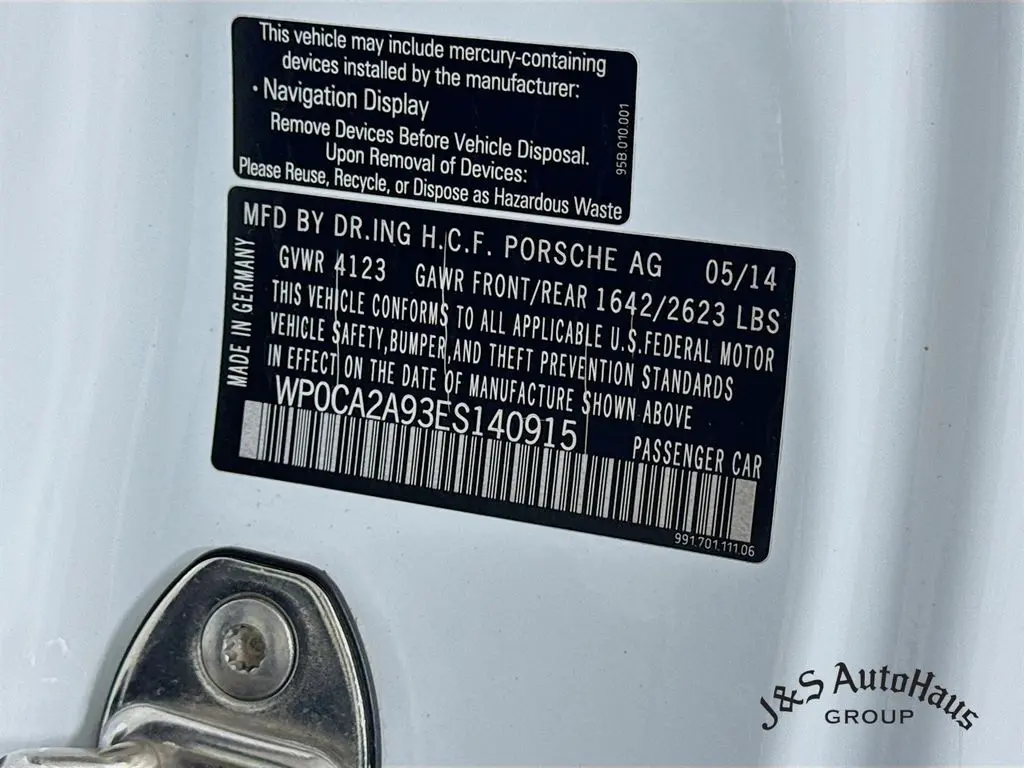 This vehicle may include mercury-containing
devices installed by the manufacturer:
· Navigation Display
Remove Devices Before Vehicle Disposal.
Upon Removal of Devices:
Please Reuse, Recycle, or Dispose as Hazardous Waste
95B 010 001
MFD BY DR.ING H.C.F. PORSCHE AG 05/14
GVWR 4123 GAWR FRONT/REAR 1642/2623 LBS
THIS VEHICLE CONFORMS TO ALL APPLICABLE U.S.FEDERAL MOTOR
VEHICLE SAFETY,BUMPER,AND THEFT PREVENTION STANDARDS
IN EFFECT ON THE DATE OF MANUFACTURE SHOWN ABOVE
WP0CA2A93ES140915 PASSENGER CAR
MADE IN GERMANY
991.701.111.06
J&S AutoHaus
GROUP